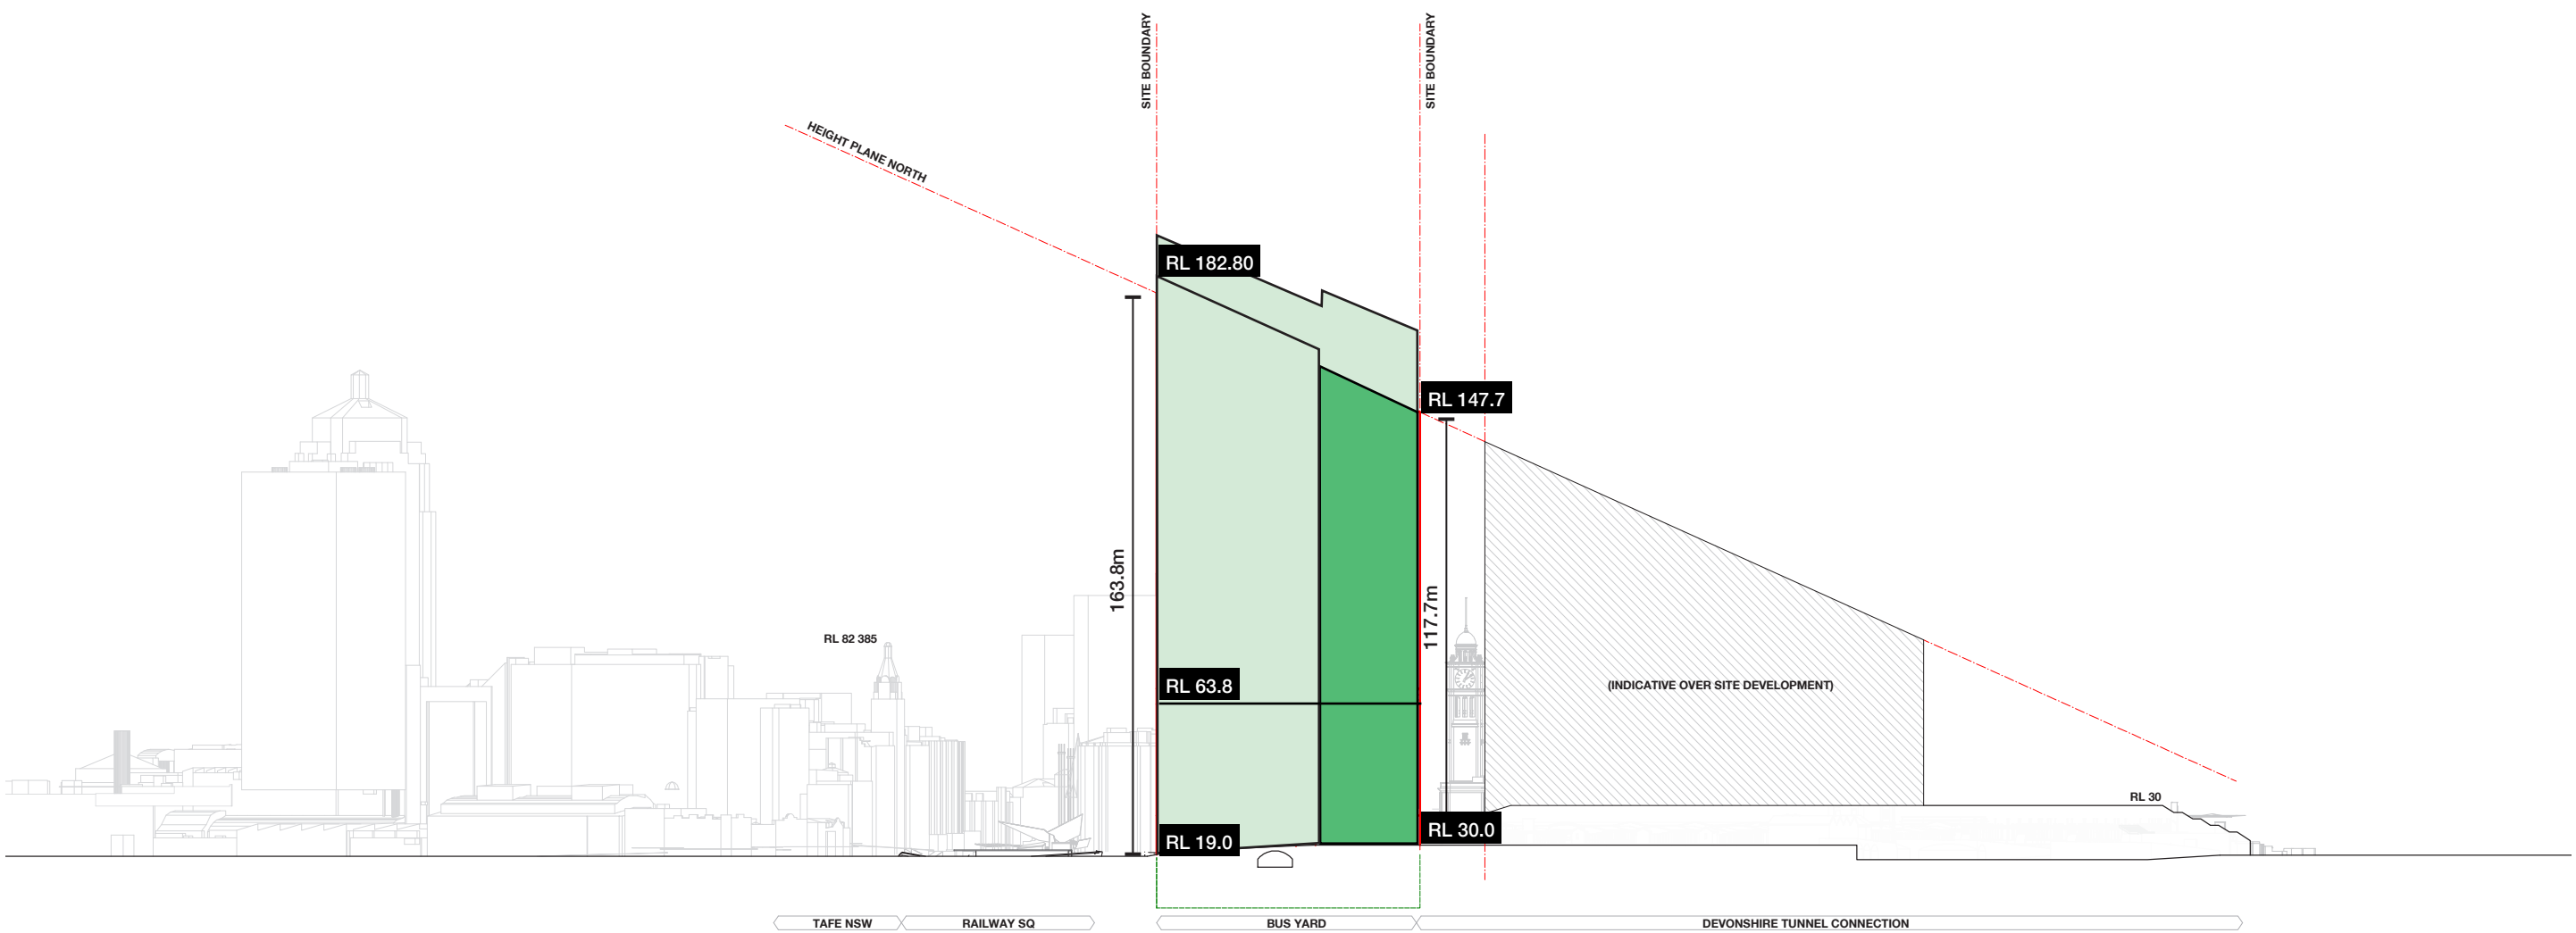 SITE BOUNDARY
SITE BOUNDARY
HEIGHT PLANE NORTH
RL 182.80
RL 147.7
163.8m
117.7m
RL 82 385
RL 63.8
(INDICATIVE OVER SITE DEVELOPMENT)
RL 30
RL 19.0
RL 30.0
TAFE NSW
RAILWAY SQ
BUS YARD
DEVONSHIRE TUNNEL CONNECTION